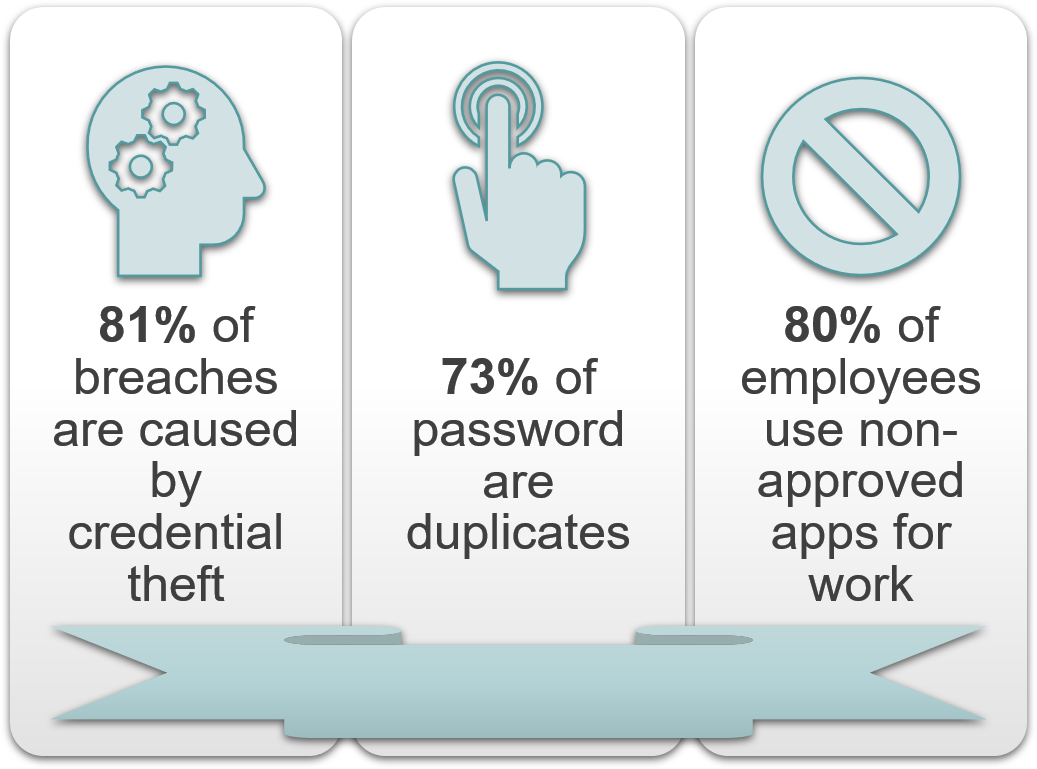 81% of
breaches
are caused
by
credential
theft
73% of
password
are
duplicates
80% of
employees
use non-
approved
apps for
work